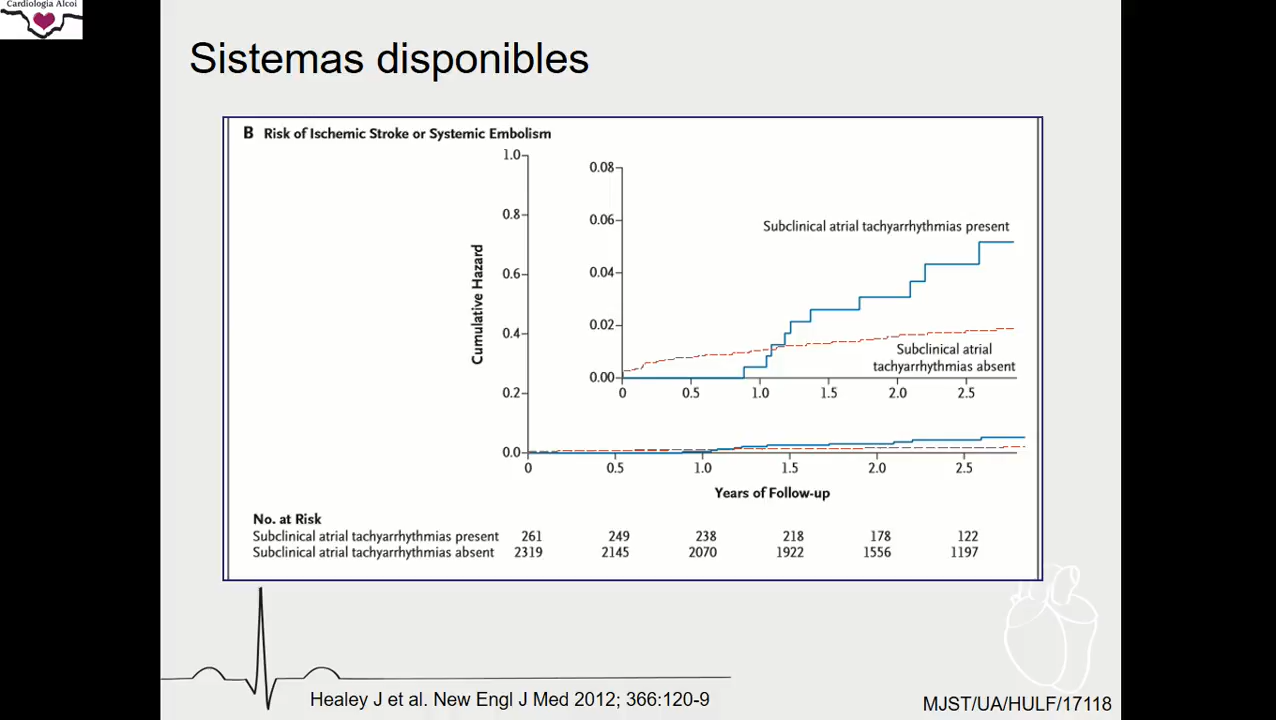 Cardiología Alcoi
Sistemas disponibles
B Risk of Ischemic Stroke or Systemic Embolism
Cumulative Hazard
1.0
0.8
0.6
0.4
0.2
0.0
0 0.5 1.0 1.5 2.0 2.5
0.08
0.06
0.04
0.02
0.00
0 0.5 1.0 1.5 2.0 2.5
Subclinical atrial tachyarrhythmias present
Subclinical atrial
tachyarrhythmias absent
Years of Follow-up
No. at Risk
Subclinical atrial tachyarrhythmias present 261 249 238 218 178 122
Subclinical atrial tachyarrhythmias absent 2319 2145 2070 1922 1556 1197
Healey J et al. New Engl J Med 2012; 366:120-9
MJST/UA/HULF/17118